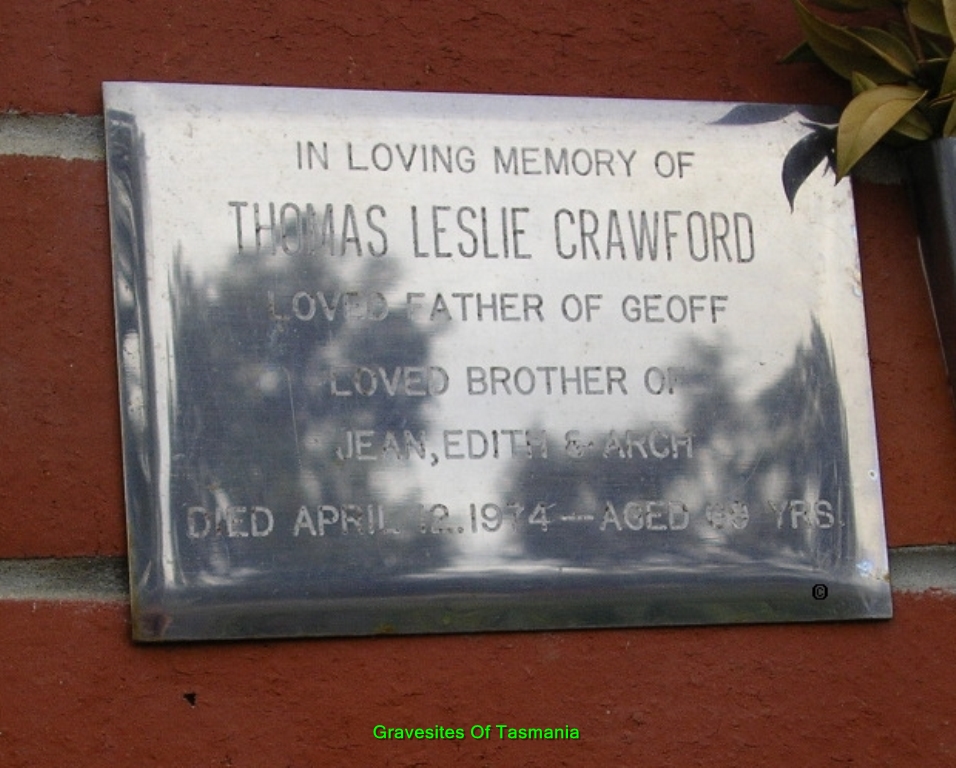 IN LOVING MEMORY OF
THOMAS LESLIE CRAWFORD
LOVED FATHER OF GEOFF
LOVED BROTHER OF
JEAN, EDITH & ARCH
DIED APRIL 12.1974 — AGED YRS.
©
Gravesites Of Tasmania